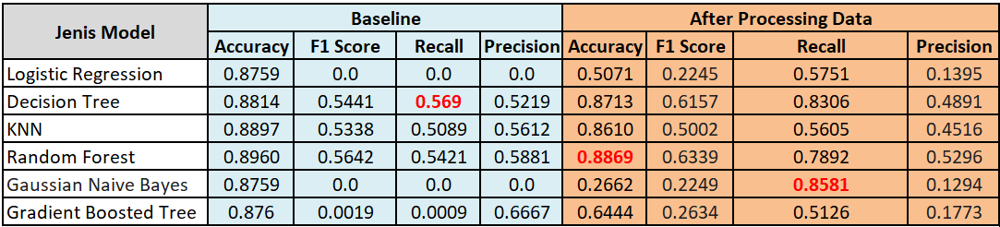 Jenis Model Baseline After Processing Data
Accuracy F1 Score Recall Precision Accuracy F1 Score Recall Precision
Logistic Regression 0.8759 0.0 0.0 0.0 0.5071 0.2245 0.5751 0.1395
Decision Tree 0.8814 0.5441 0.569 0.5219 0.8713 0.6157 0.8306 0.4891
KNN 0.8897 0.5338 0.5089 0.5612 0.8610 0.5002 0.5605 0.4516
Random Forest 0.8960 0.5642 0.5421 0.5881 0.8869 0.6339 0.7892 0.5296
Gaussian Naive Bayes 0.8759 0.0 0.0 0.0 0.2662 0.2249 0.8581 0.1294
Gradient Boosted Tree 0.876 0.0019 0.0009 0.6667 0.6444 0.2634 0.5126 0.1773